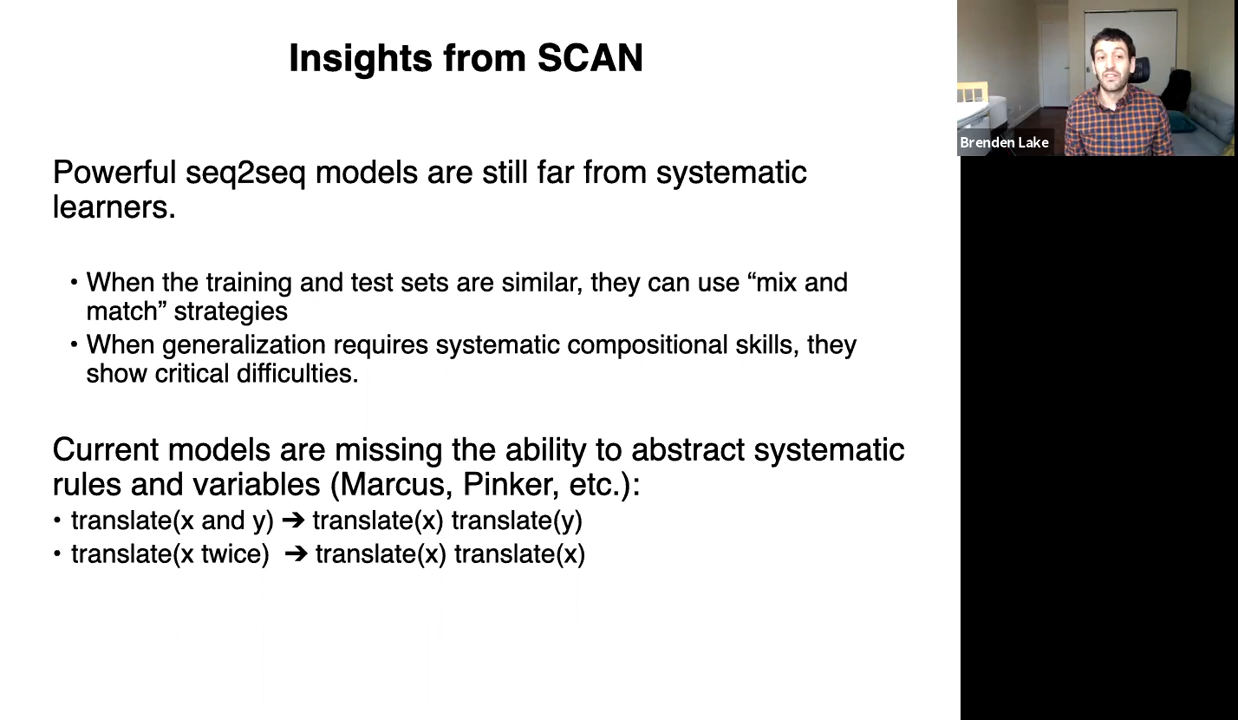 Insights from SCAN
Brenden Lake
Powerful seq2seq models are still far from systematic
learners.
• When the training and test sets are similar, they can use “mix and
match” strategies
• When generalization requires systematic compositional skills, they
show critical difficulties.
Current models are missing the ability to abstract systematic
rules and variables (Marcus, Pinker, etc.):
• translate(x and y) ➔ translate(x) translate(y)
• translate(x twice) ➔ translate(x) translate(x)